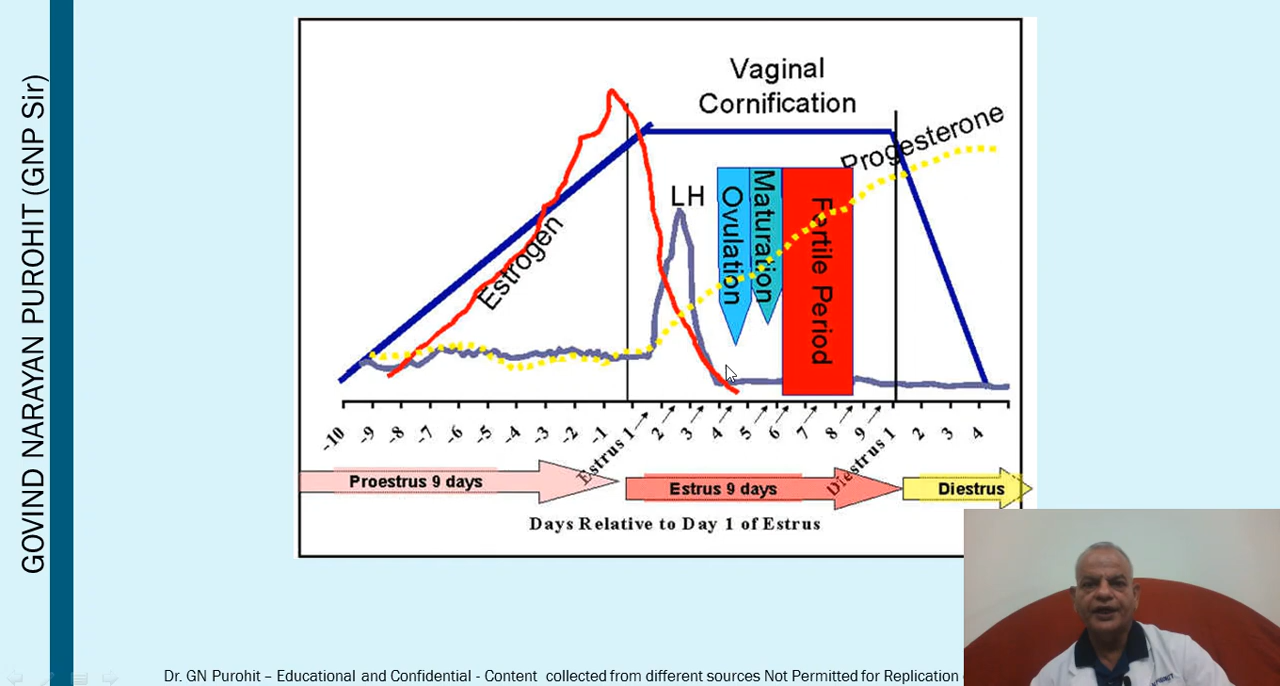 GOVIND NARAYAN PUROHIT (GNP Sir)
Vaginal
Cornification
Progesterone
LH
Estrogen
Ovulation
Maturation
Fertile Period
-10 -9 -8 -7 -6 -5 -4 -3 -2 -1 Estrus 1 2 3 4 5 6 7 8 9 Diestrus 1 2 3 4
Proestrus 9 days
Estrus 9 days
Diestrus
Days Relative to Day 1 of Estrus
Dr. GN Purohit – Educational and Confidential - Content collected from different sources Not Permitted for Replication